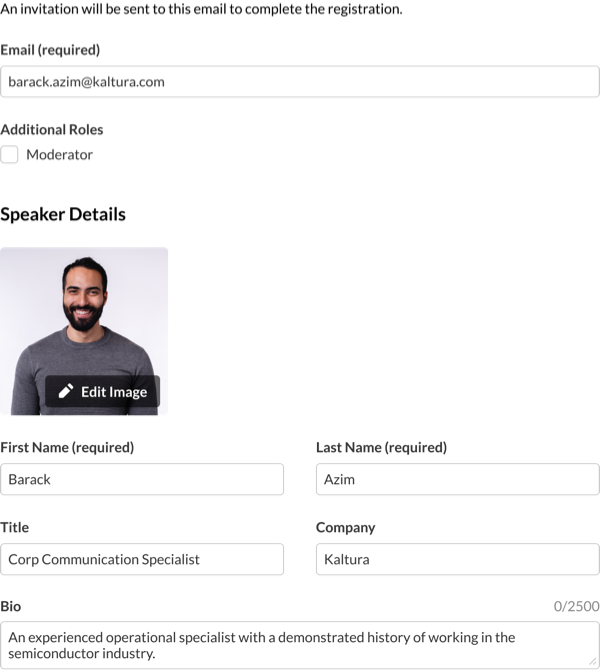 An invitation will be sent to this email to complete the registration.
Email (required)
barack.azim@kaltura.com
Additional Roles
Moderator
Speaker Details
Edit Image
First Name (required)
Last Name (required)
Barack
Azim
Title
Company
Corp Communication Specialist
Kaltura
Bio
0/2500
An experienced operational specialist with a demonstrated history of working in the
semiconductor industry.